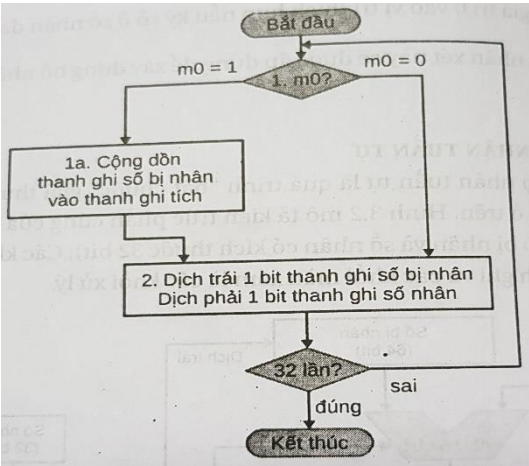 Bắt đầu
m0 = 1
m0 = 0
1. m0?
1a. Cộng dồn
thanh ghi số bị nhân
vào thanh ghi tích
2. Dịch trái 1 bit thanh ghi số bị nhân
Dịch phải 1 bit thanh ghi số nhân
32 lần?
sai
đúng
Kết thúc